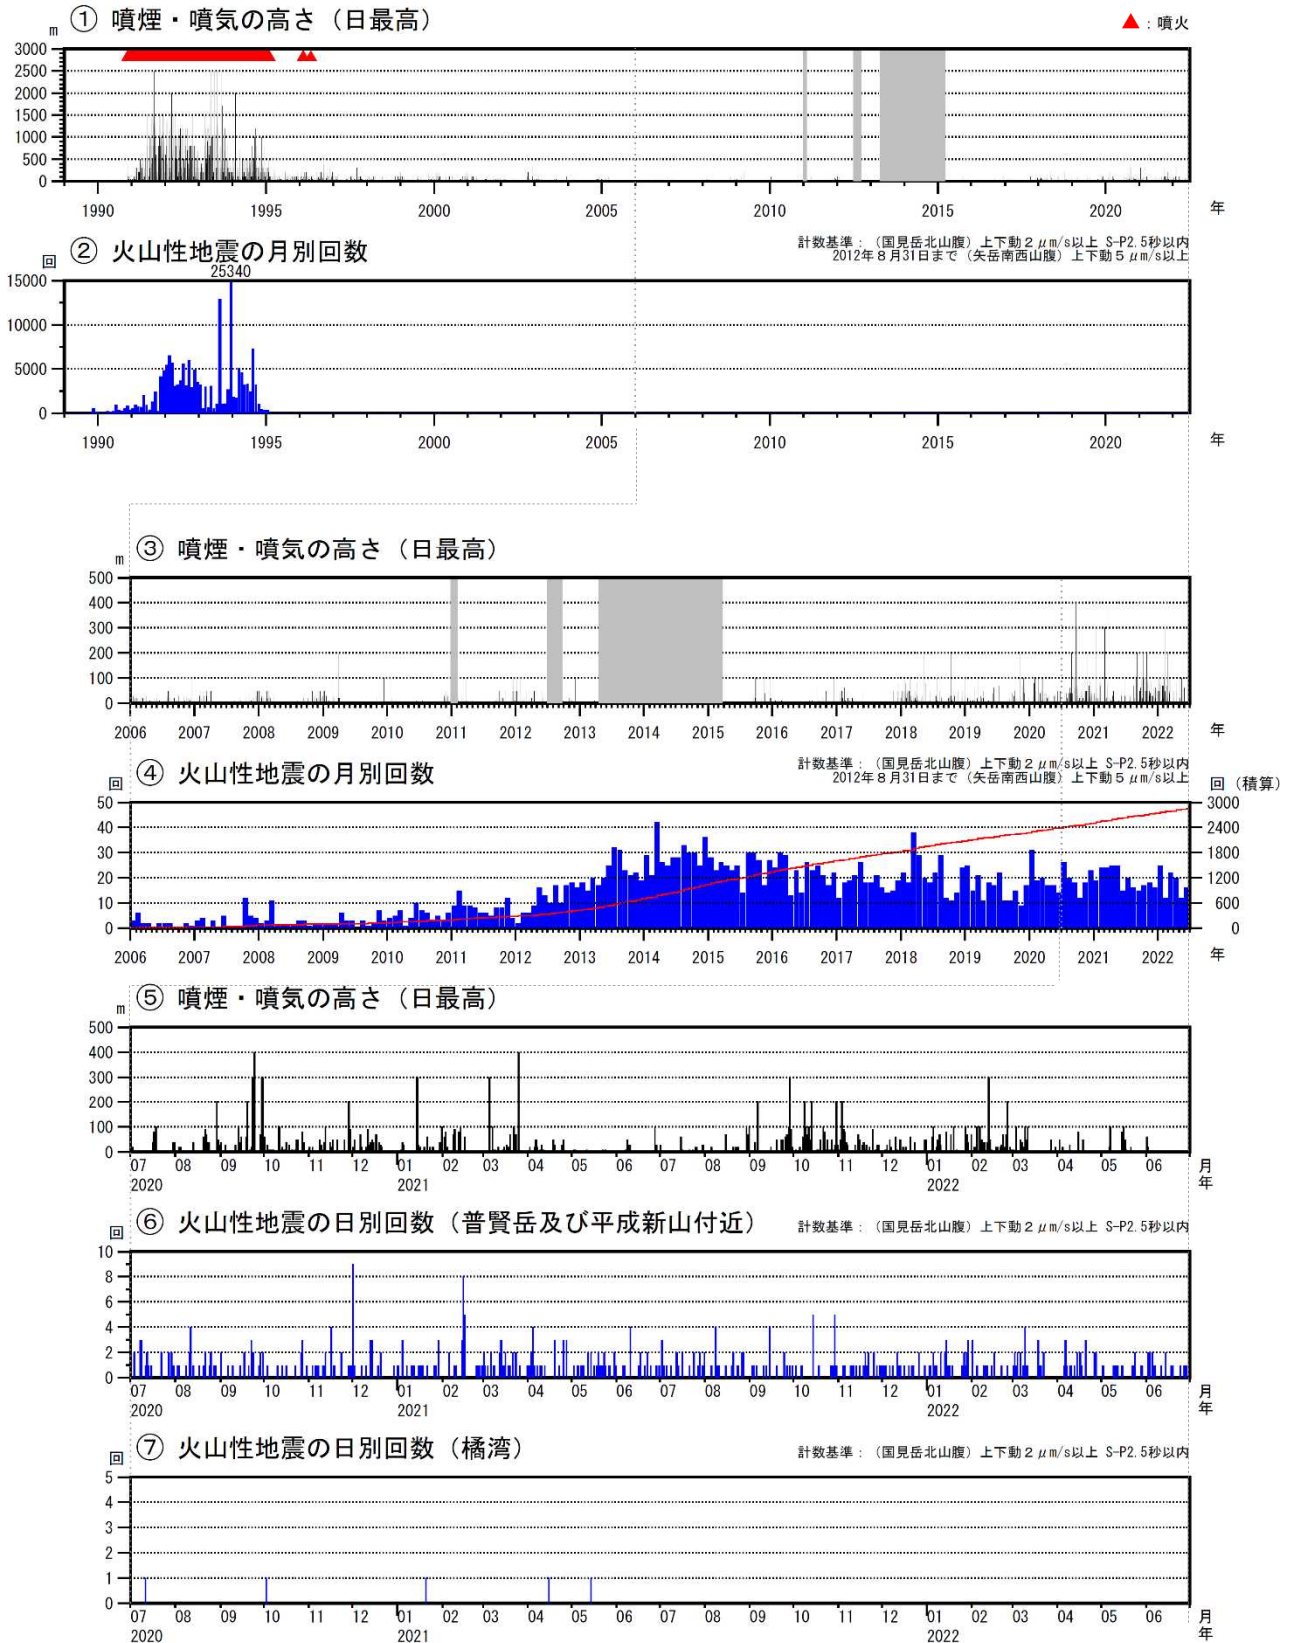 ① 噴煙・噴気の高さ（日最高）
▲：噴火
m
3000
2500
2000
1500
1000
500
0
1990 1995 2000 2005 2010 2015 2020 年
② 火山性地震の月別回数
計数基準：（国見岳北山腹）上下動２μm/s以上 S-P2.5秒以内
2012年８月31日まで（矢岳南西山腹）上下動５μm/s以上
回
25340
15000
10000
5000
0
1990 1995 2000 2005 2010 2015 2020 年
③ 噴煙・噴気の高さ（日最高）
m
500
400
300
200
100
0
2006 2007 2008 2009 2010 2011 2012 2013 2014 2015 2016 2017 2018 2019 2020 2021 2022 年
④ 火山性地震の月別回数
計数基準：（国見岳北山腹）上下動２μm/s以上 S-P2.5秒以内
2012年８月31日まで（矢岳南西山腹）上下動５μm/s以上
回 回（積算）
50 3000
40 2400
30 1800
20 1200
10 600
0 0
2006 2007 2008 2009 2010 2011 2012 2013 2014 2015 2016 2017 2018 2019 2020 2021 2022 年
⑤ 噴煙・噴気の高さ（日最高）
m
500
400
300
200
100
0
07 08 09 10 11 12 01 02 03 04 05 06 07 08 09 10 11 12 01 02 03 04 05 06 月
2020 2021 2022 年
⑥ 火山性地震の日別回数（普賢岳及び平成新山付近）
計数基準：（国見岳北山腹）上下動２μm/s以上 S-P2.5秒以内
回
10
8
6
4
2
0
07 08 09 10 11 12 01 02 03 04 05 06 07 08 09 10 11 12 01 02 03 04 05 06 月
2020 2021 2022 年
⑦ 火山性地震の日別回数（橘湾）
計数基準：（国見岳北山腹）上下動２μm/s以上 S-P2.5秒以内
回
5
4
3
2
1
0
07 08 09 10 11 12 01 02 03 04 05 06 07 08 09 10 11 12 01 02 03 04 05 06 月
2020 2021 2022 年